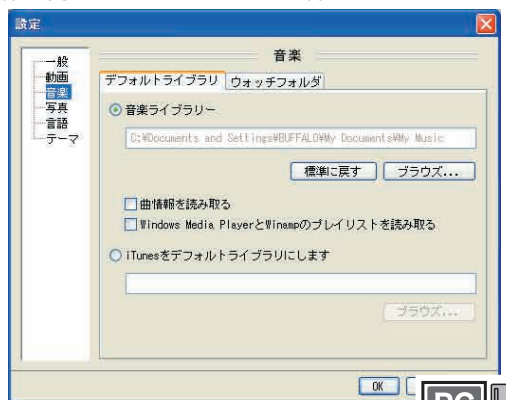 設定
一般
動画
音楽
写真
言語
テーマ
音楽
デフォルトライブラリ ウォッチフォルダ
音楽ライブラリー
C:¥Documents and Settings¥BUFFALO¥My Documents¥My Music
標準に戻す ブラウズ...
曲情報を読み取る
Windows Media PlayerとWinampのプレイリストを読み取る
iTunesをデフォルトライブラリにします
ブラウズ...
OK